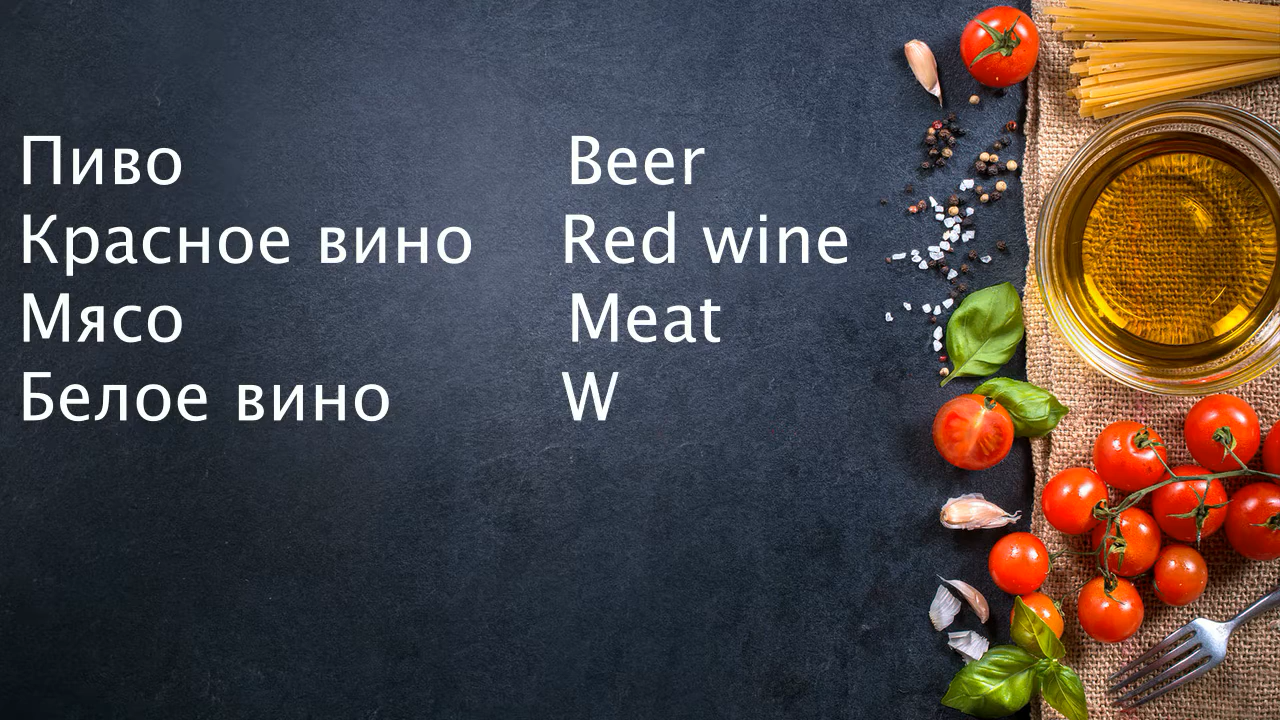 Пиво Beer
Красное вино Red wine
Мясо Meat
Белое вино W